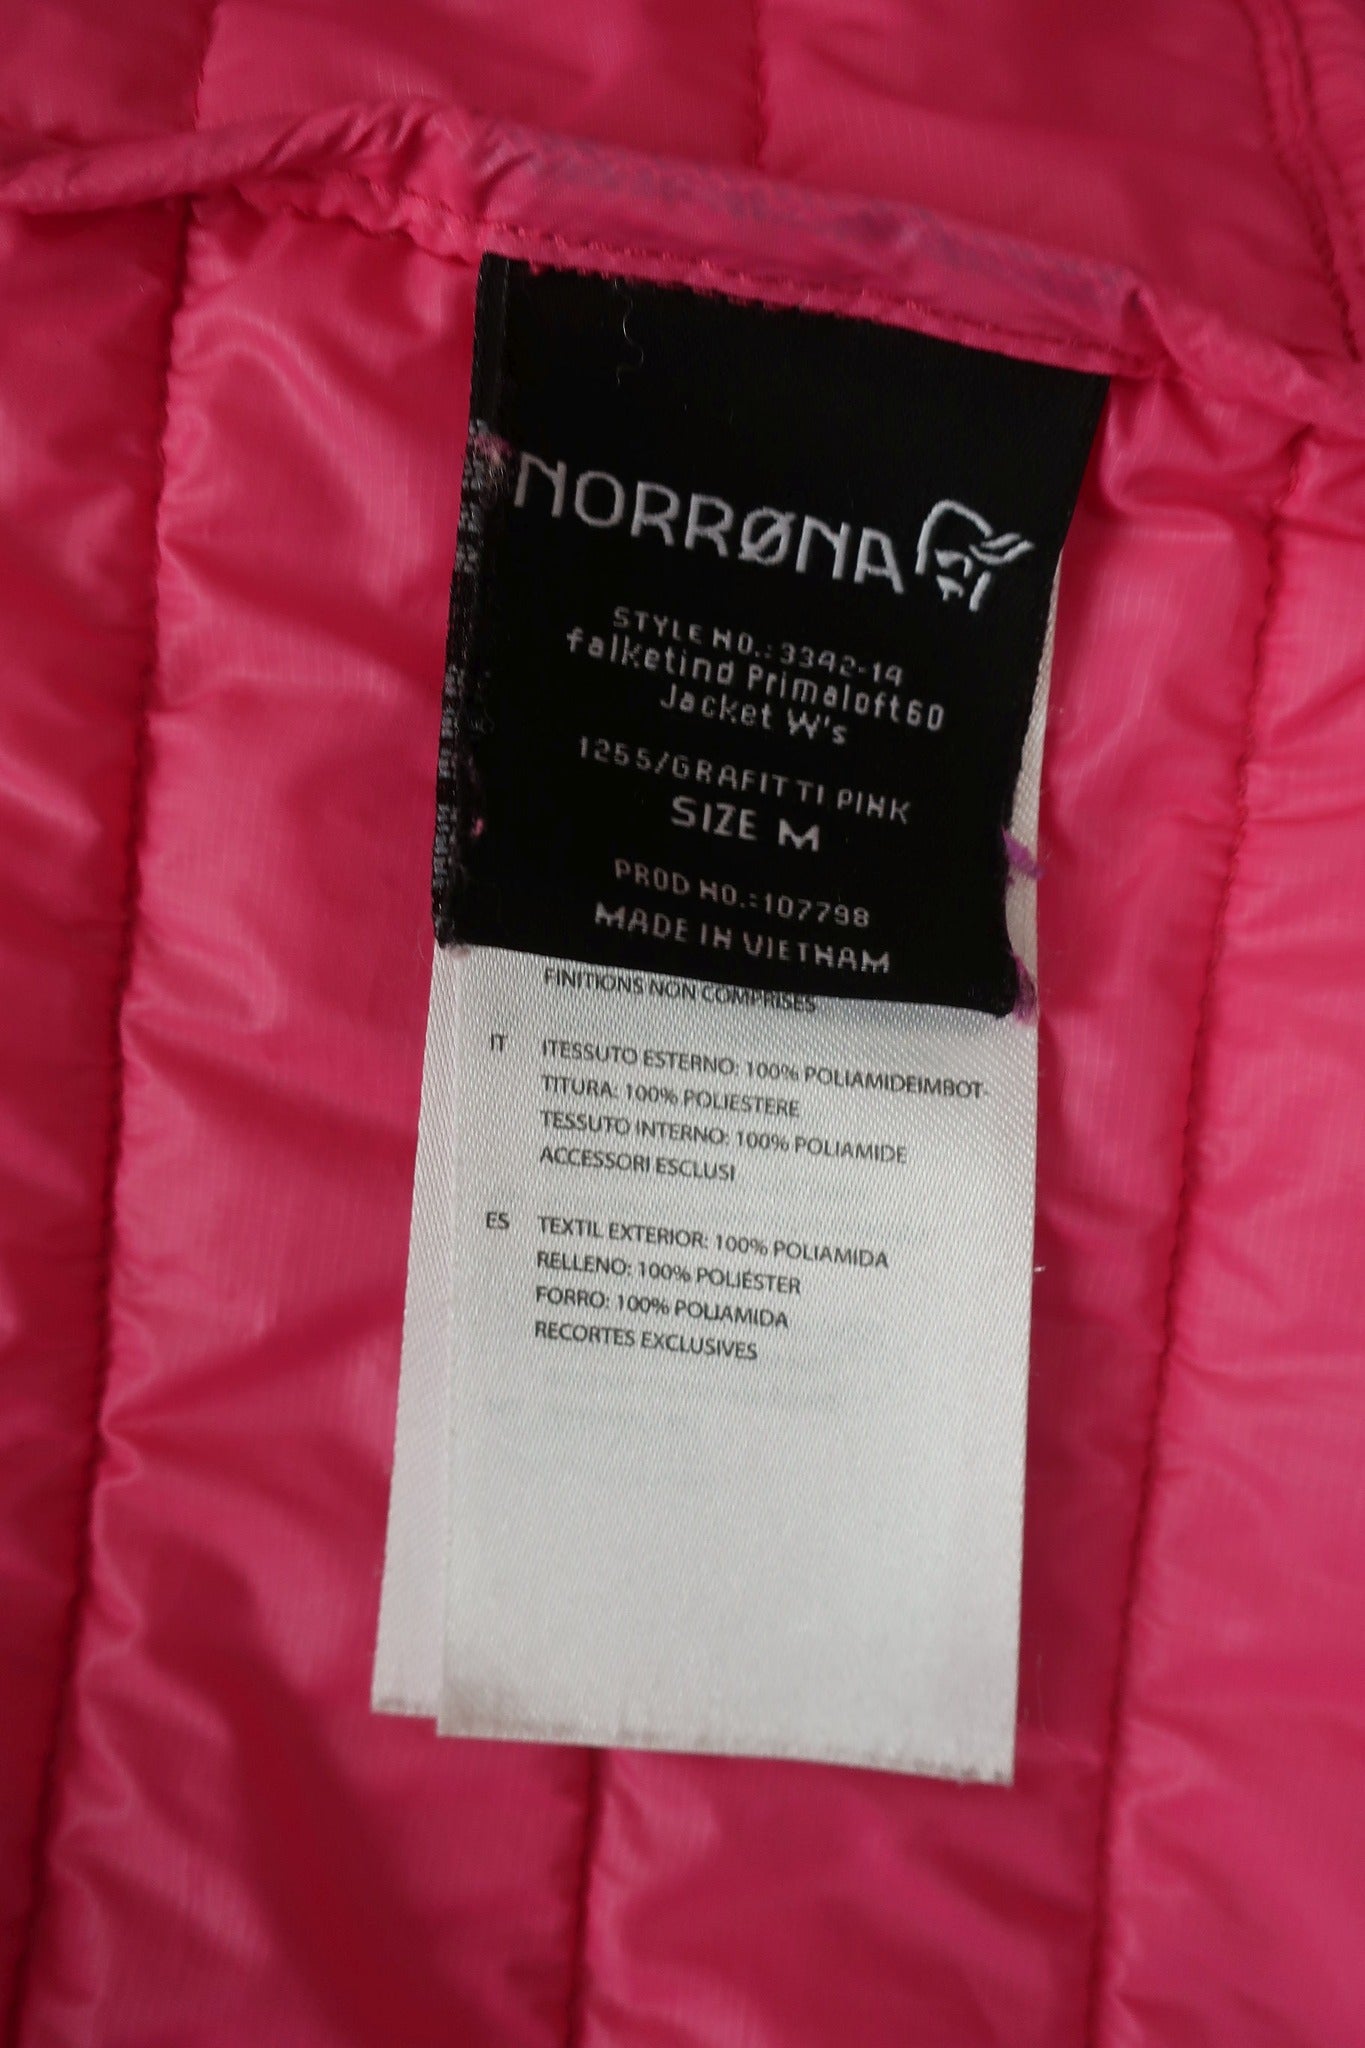 NORRØNA
STYLE NO.: 3342-14
falketind Primaloft60
Jacket W's
1255/GRAFITTI PINK
SIZE M
PROD NO.:107798
MADE IN VIETNAM
FINITIONS NON COMPRISES
IT ITESSUTO ESTERNO: 100% POLIAMIDEIMBOT-
TITURA: 100% POLIESTERE
TESSUTO INTERNO: 100% POLIAMIDE
ACCESSORI ESCLUSI
ES TEXTIL EXTERIOR: 100% POLIAMIDA
RELLENO: 100% POLIÉSTER
FORRO: 100% POLIAMIDA
RECORTES EXCLUSIVES